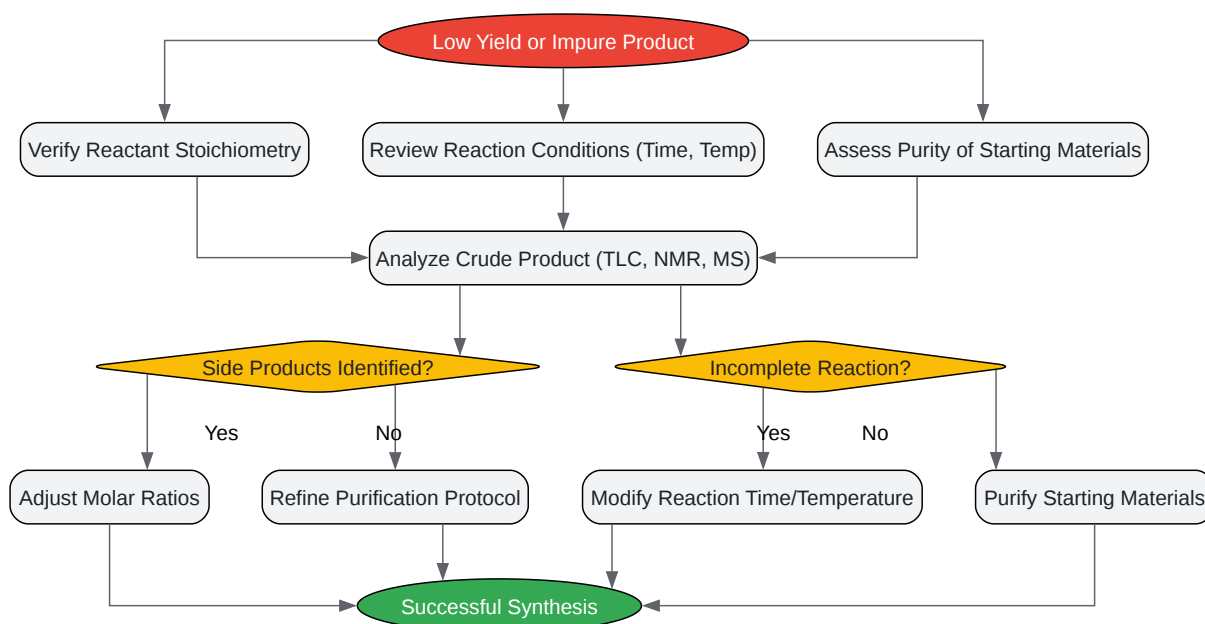 Low Yield or Impure Product
Verify Reactant Stoichiometry
Review Reaction Conditions (Time, Temp)
Assess Purity of Starting Materials
Analyze Crude Product (TLC, NMR, MS)
Side Products Identified?
Incomplete Reaction?
Yes
No
Yes
No
Adjust Molar Ratios
Refine Purification Protocol
Modify Reaction Time/Temperature
Purify Starting Materials
Successful Synthesis